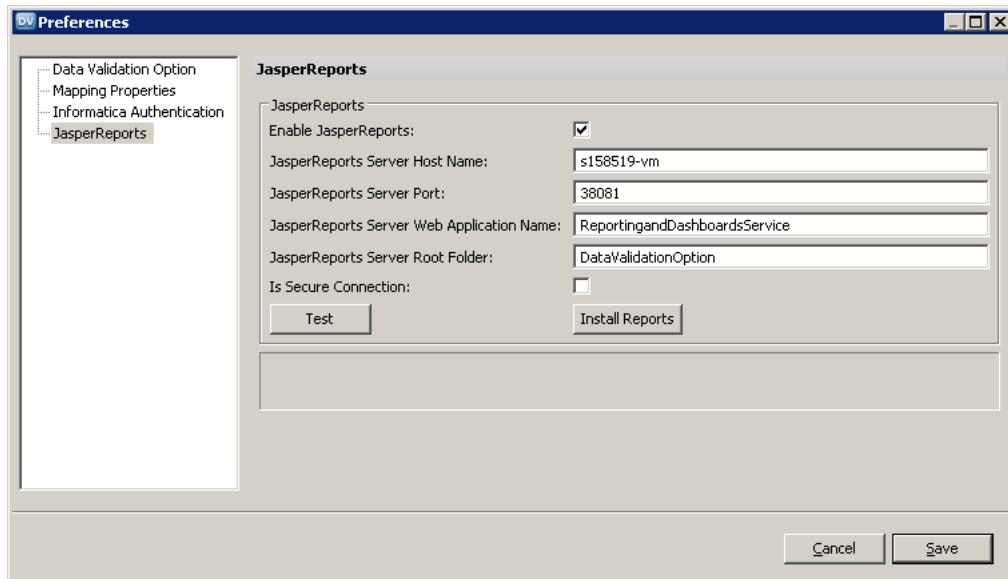 DV Preferences
Data Validation Option
Mapping Properties
Informatica Authentication
JasperReports
JasperReports
JasperReports
Enable JasperReports:
JasperReports Server Host Name: s158519-vm
JasperReports Server Port: 38081
JasperReports Server Web Application Name: ReportingandDashboardsService
JasperReports Server Root Folder: DataValidationOption
Is Secure Connection:
Test Install Reports
Cancel Save